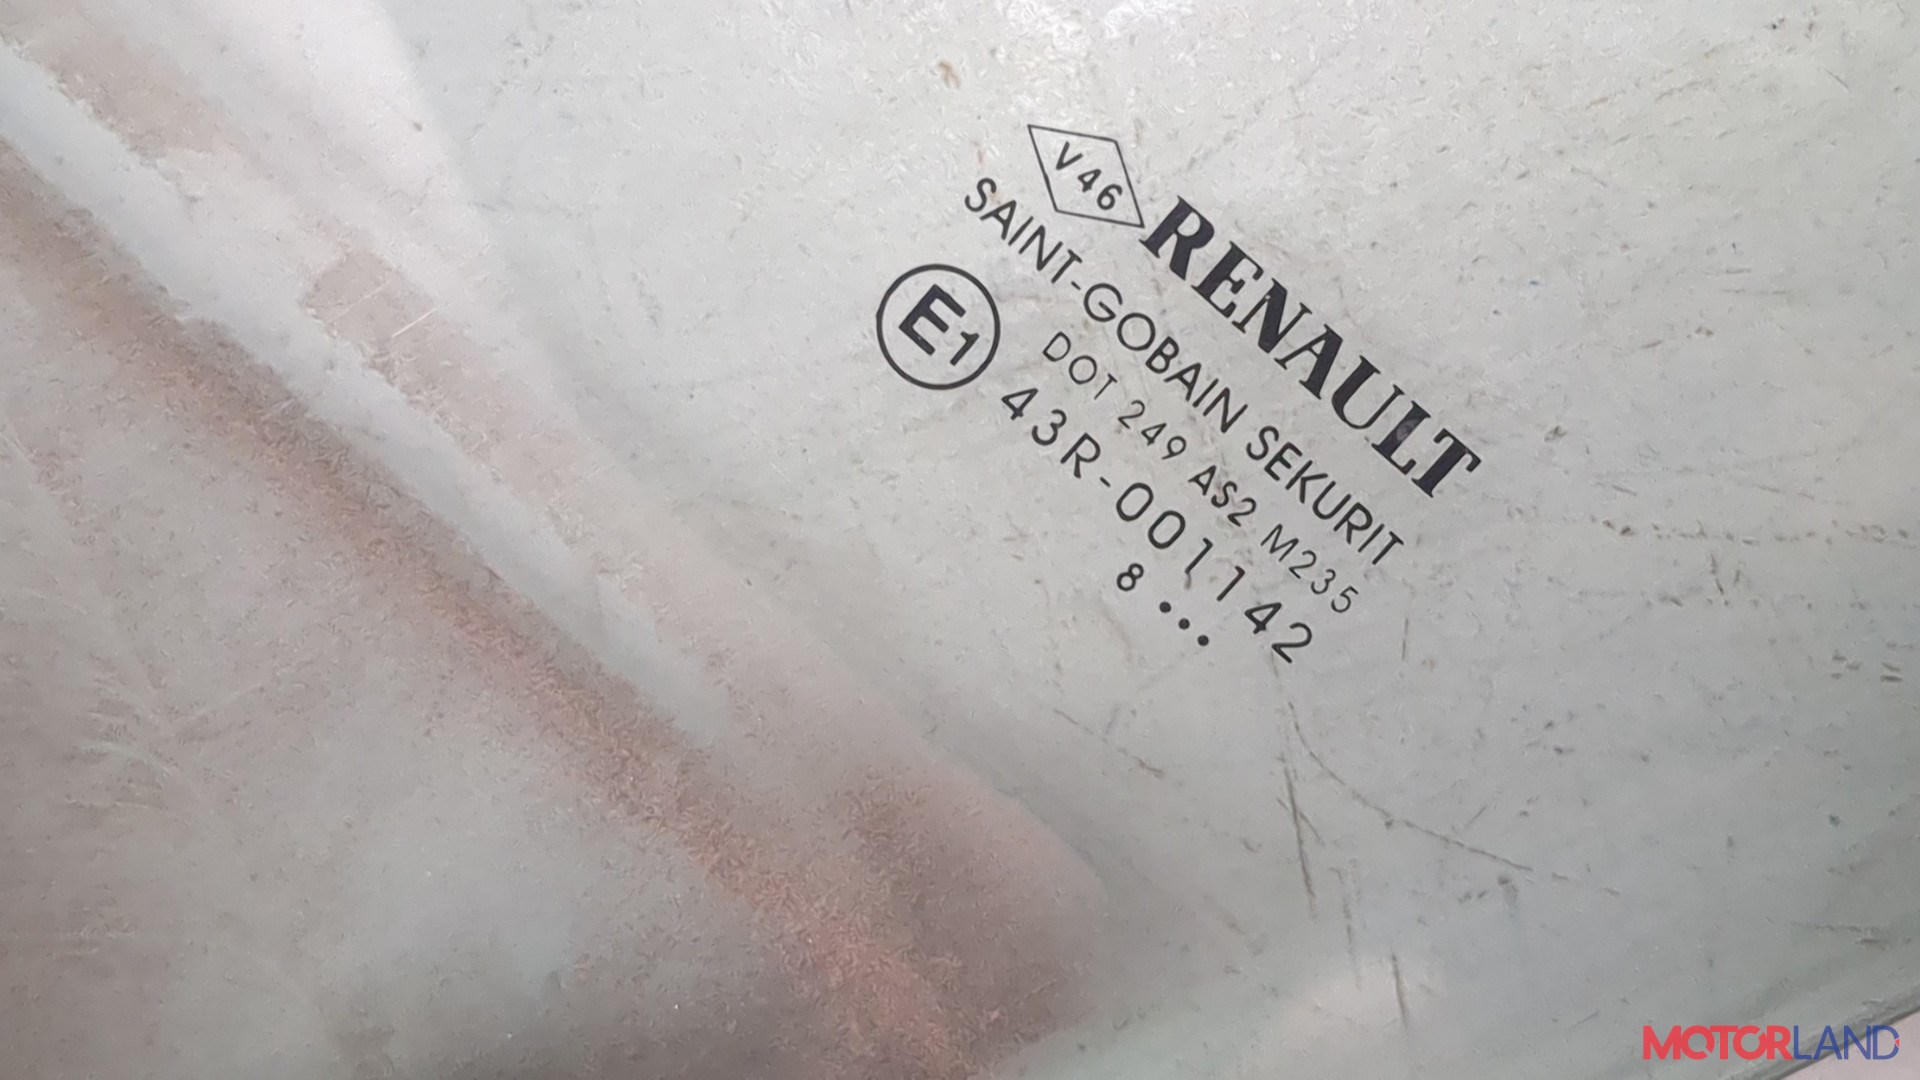 V46 RENAULT
SAINT-GOBAIN SEKURIT
DOT 249 AS2 M235
E1 43R-001142
8 •••
MOTORLAND